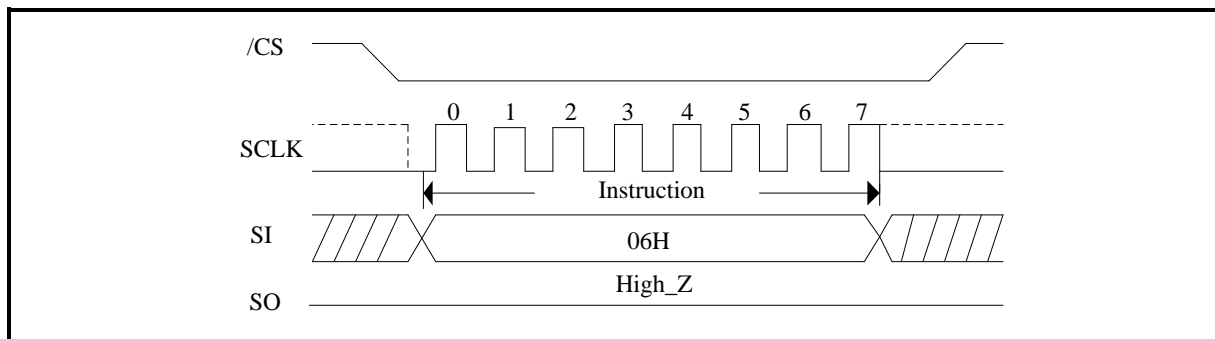 /CS
0 1 2 3 4 5 6 7
SCLK
Instruction
SI
06H
High_Z
SO